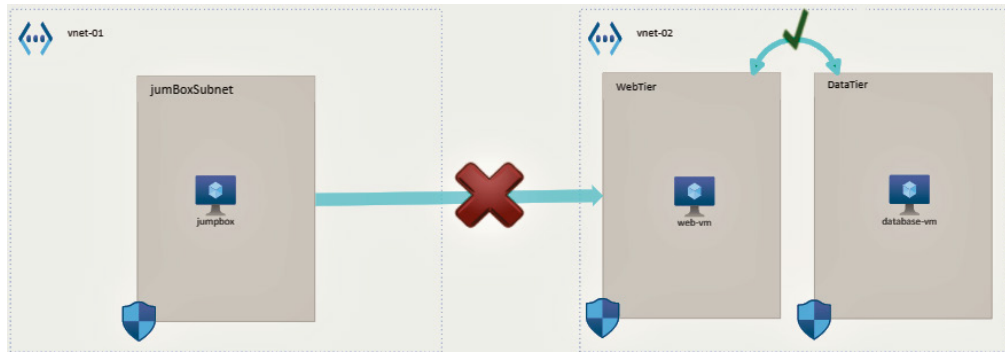 vnet-01
jumBoxSubnet
jumpbox
vnet-02
WebTier
web-vm
DataTier
database-vm